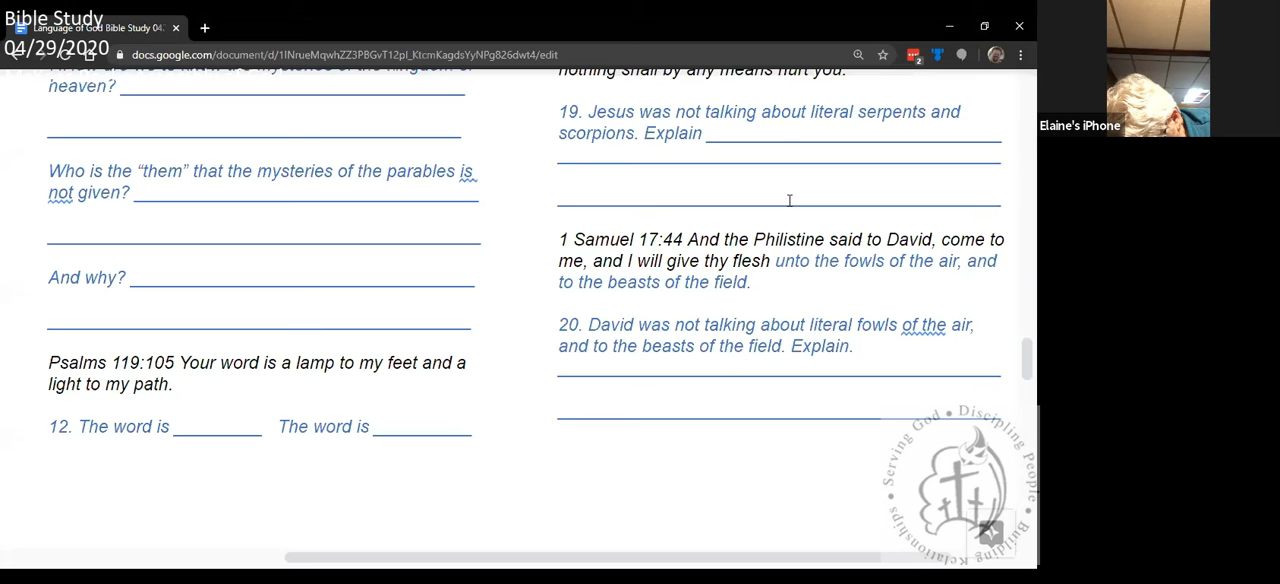 Bible Study
04/29/2020
Language of God Bible Study 04
docs.google.com/document/d/1INrueMqwhZZ3PBGvT12pI_KtcmKagdsYyNPg826dwt4/edit
2
heaven?
Who is the “them” that the mysteries of the parables is
not given?
And why?
Psalms 119:105 Your word is a lamp to my feet and a
light to my path.
12. The word is The word is
nothing shall by any means hurt you.
19. Jesus was not talking about literal serpents and
scorpions. Explain
1 Samuel 17:44 And the Philistine said to David, come to
me, and I will give thy flesh unto the fowls of the air, and
to the beasts of the field.
20. David was not talking about literal fowls of the air,
and to the beasts of the field. Explain.
Serving God • Discipling People • Building Relationships •
Elaine's iPhone